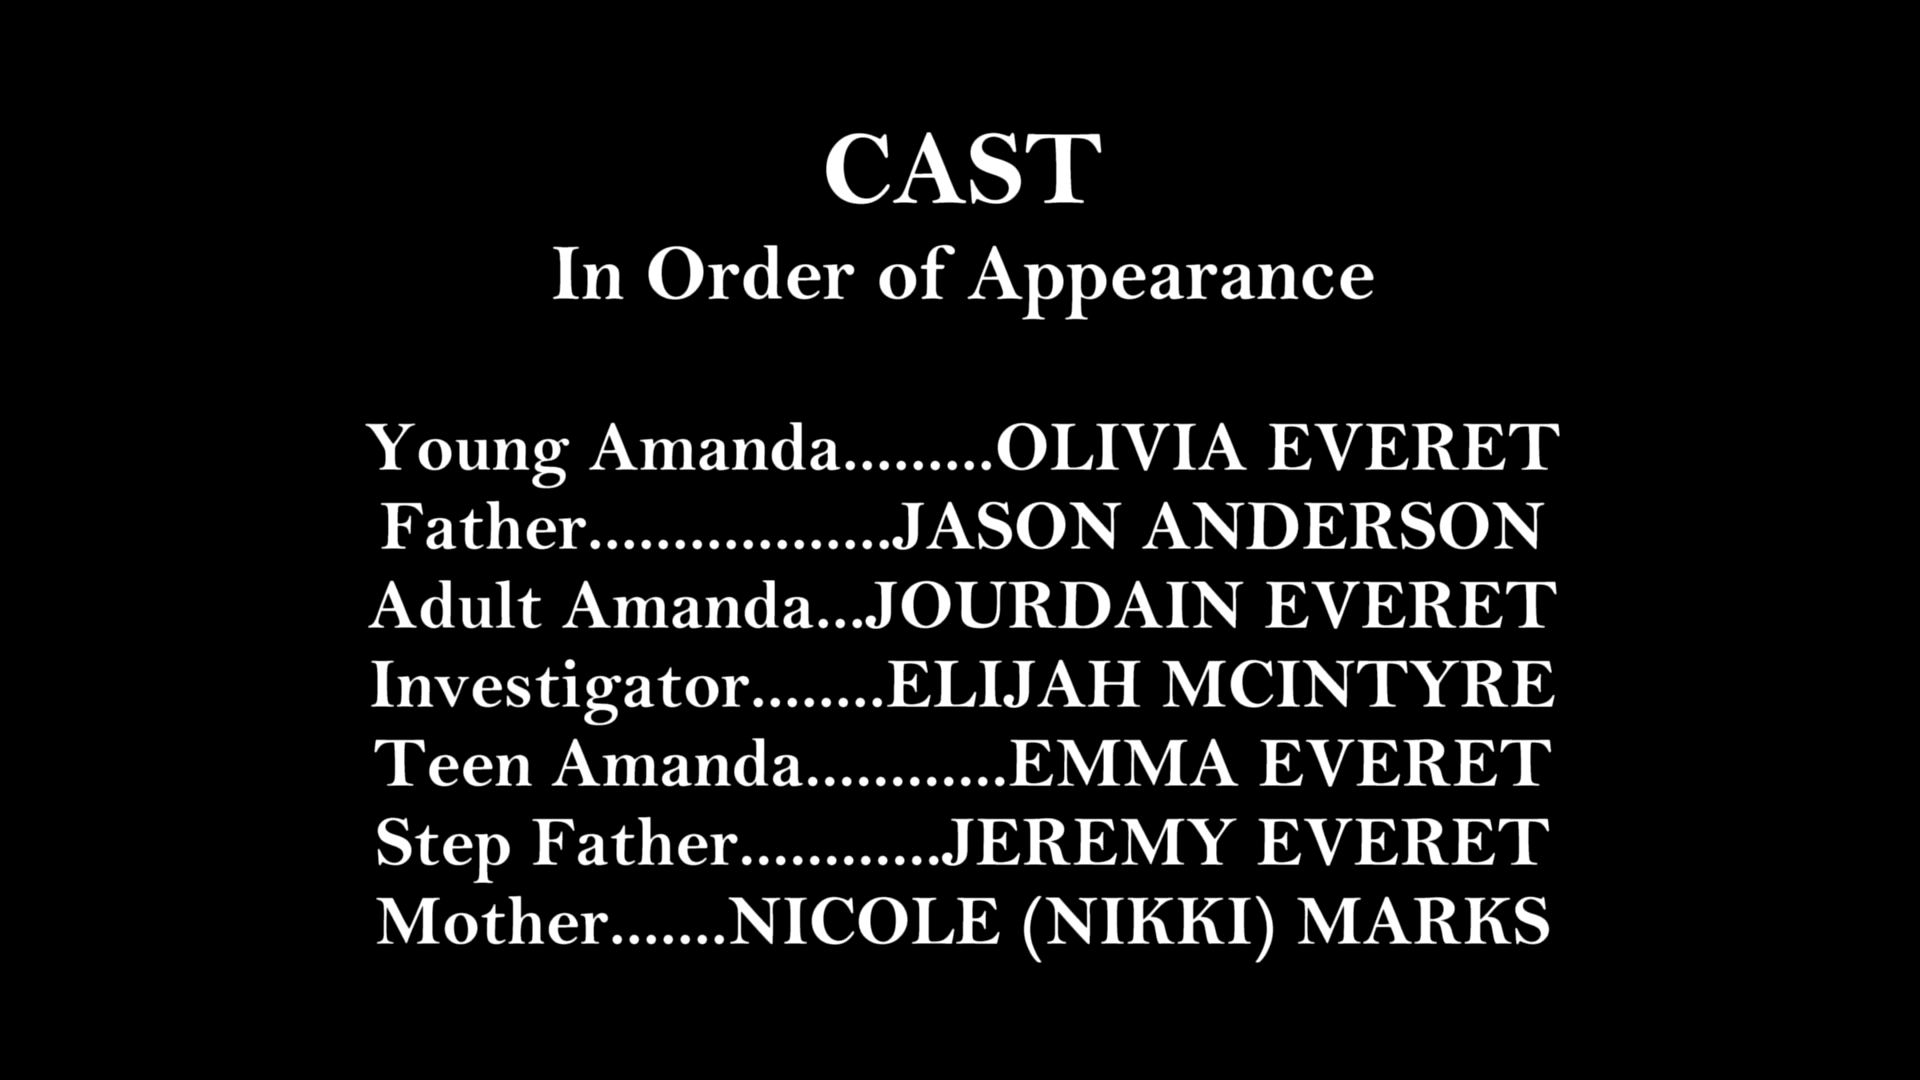 CAST
In Order of Appearance
Young Amanda.........OLIVIA EVERET
Father..................JASON ANDERSON
Adult Amanda...JOURDAIN EVERET
Investigator........ELIJAH MCINTYRE
Teen Amanda............EMMA EVERET
Step Father............JEREMY EVERET
Mother.......NICOLE (NIKKI) MARKS